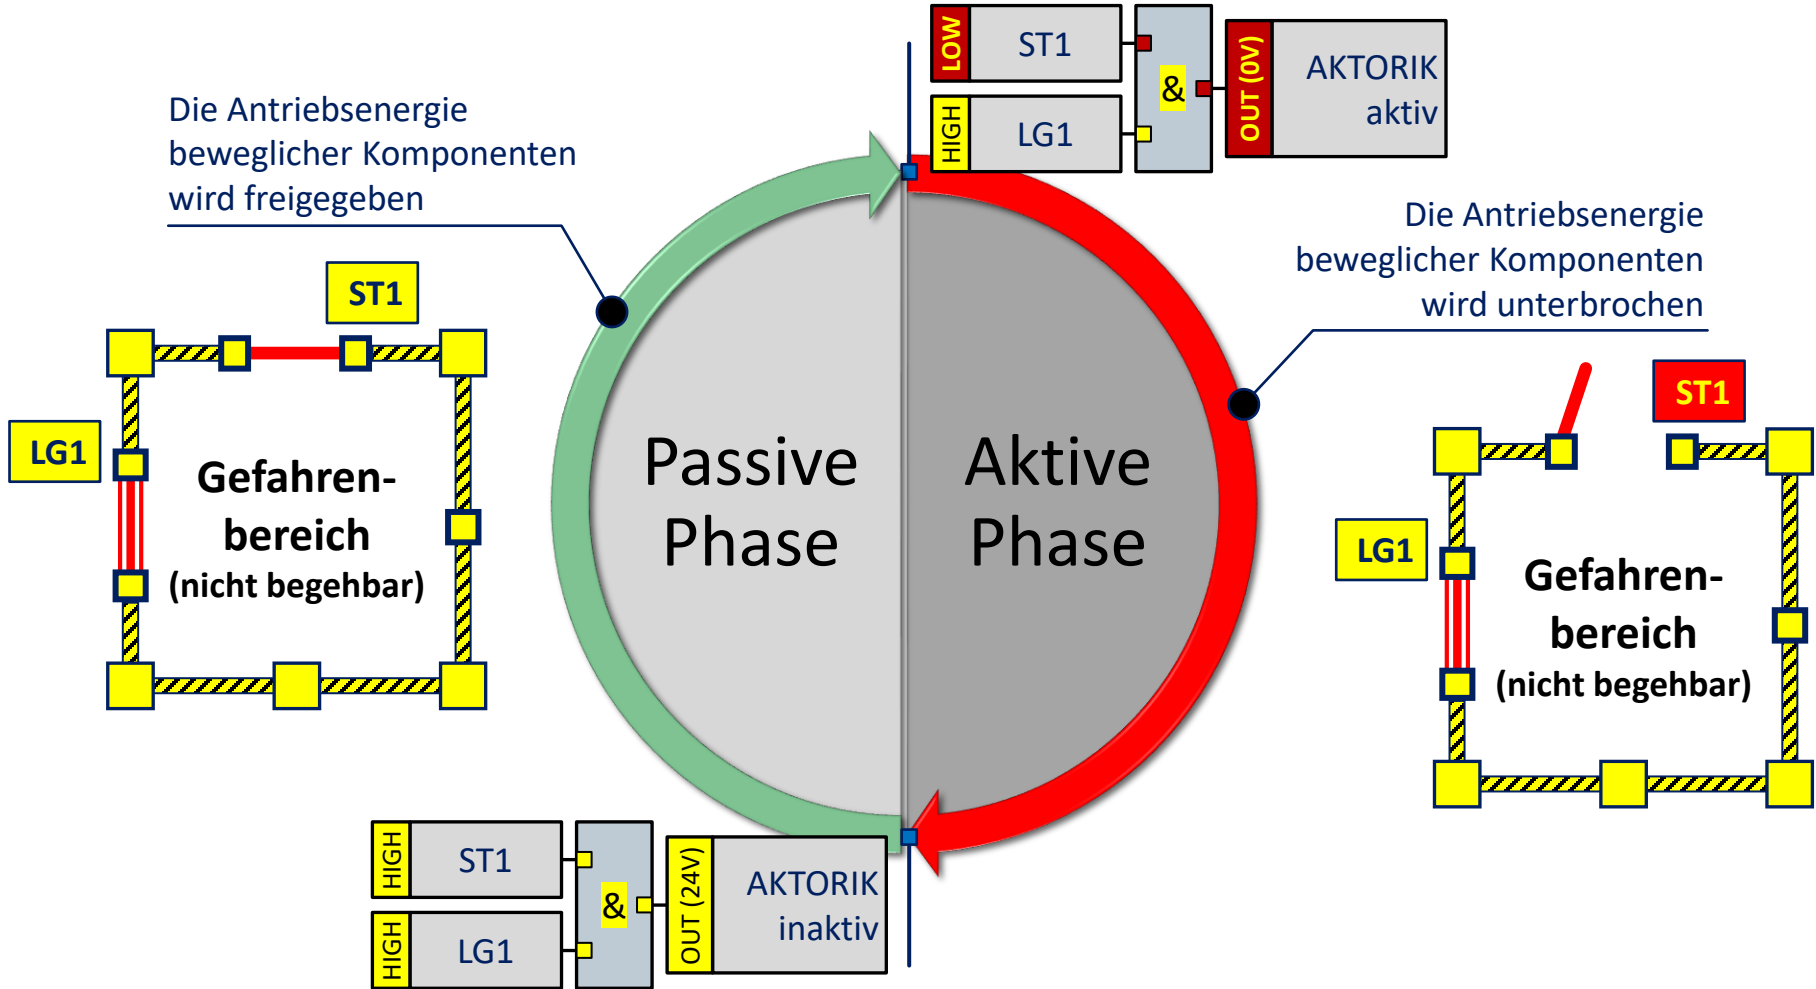 LOW
ST1
HIGH
LG1
&
OUT (0V)
AKTORIK
aktiv
Die Antriebsenergie
beweglicher Komponenten
wird freigegeben
Die Antriebsenergie
beweglicher Komponenten
wird unterbrochen
ST1
LG1
Gefahren-
bereich
(nicht begehbar)
Passive
Phase
Aktive
Phase
ST1
LG1
Gefahren-
bereich
(nicht begehbar)
HIGH
ST1
HIGH
LG1
&
OUT (24V)
AKTORIK
inaktiv